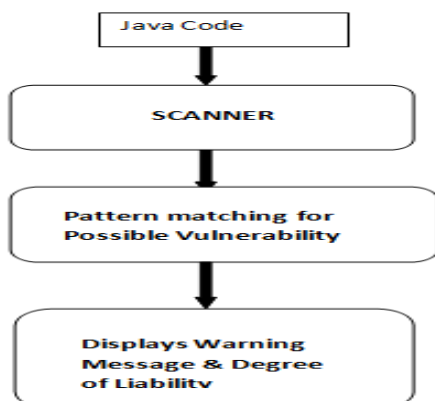 Java Code
SCANNER
Pattern matching for
Possible Vulnerability
Displays Warning
Message & Degree
of Liability